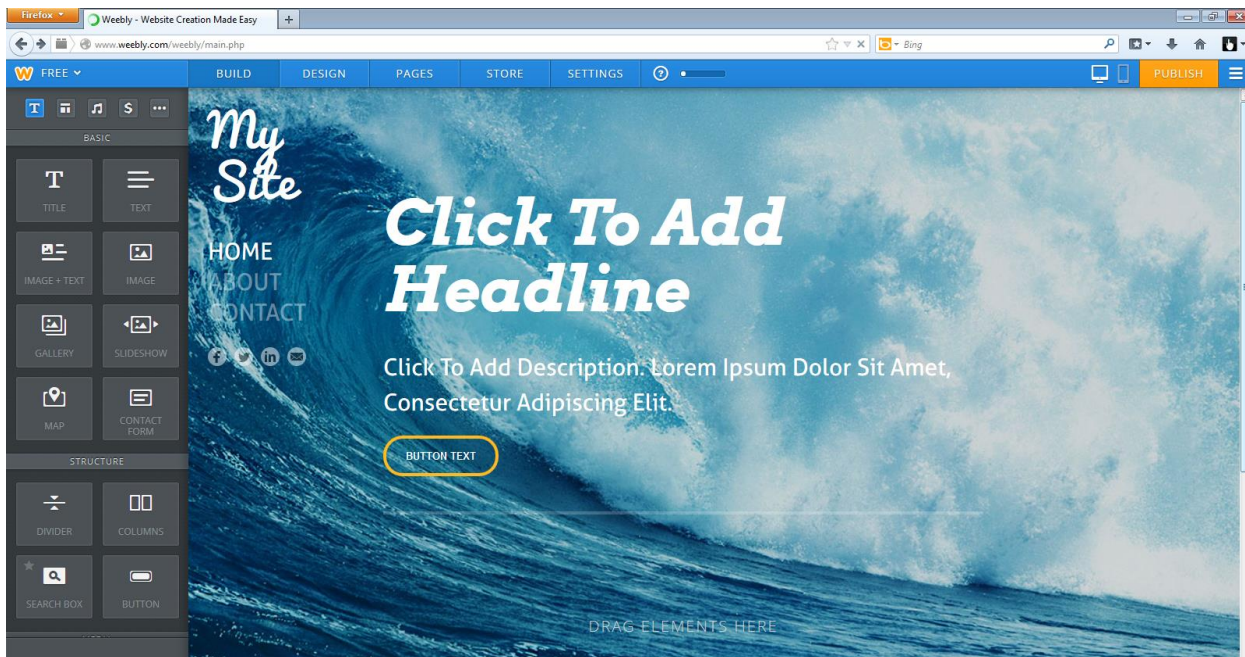 Firefox
Weebly - Website Creation Made Easy
www.weebly.com/weebly/main.php
Bing
FREE
BUILD
DESIGN
PAGES
STORE
SETTINGS
PUBLISH
BASIC
TITLE
TEXT
IMAGE + TEXT
IMAGE
GALLERY
SLIDESHOW
MAP
CONTACT
FORM
STRUCTURE
DIVIDER
COLUMNS
SEARCH BOX
BUTTON
My
Site
HOME
ABOUT
CONTACT
Click To Add
Headline
Click To Add Description. Lorem Ipsum Dolor Sit Amet,
Consectetur Adipiscing Elit.
BUTTON TEXT
DRAG ELEMENTS HERE